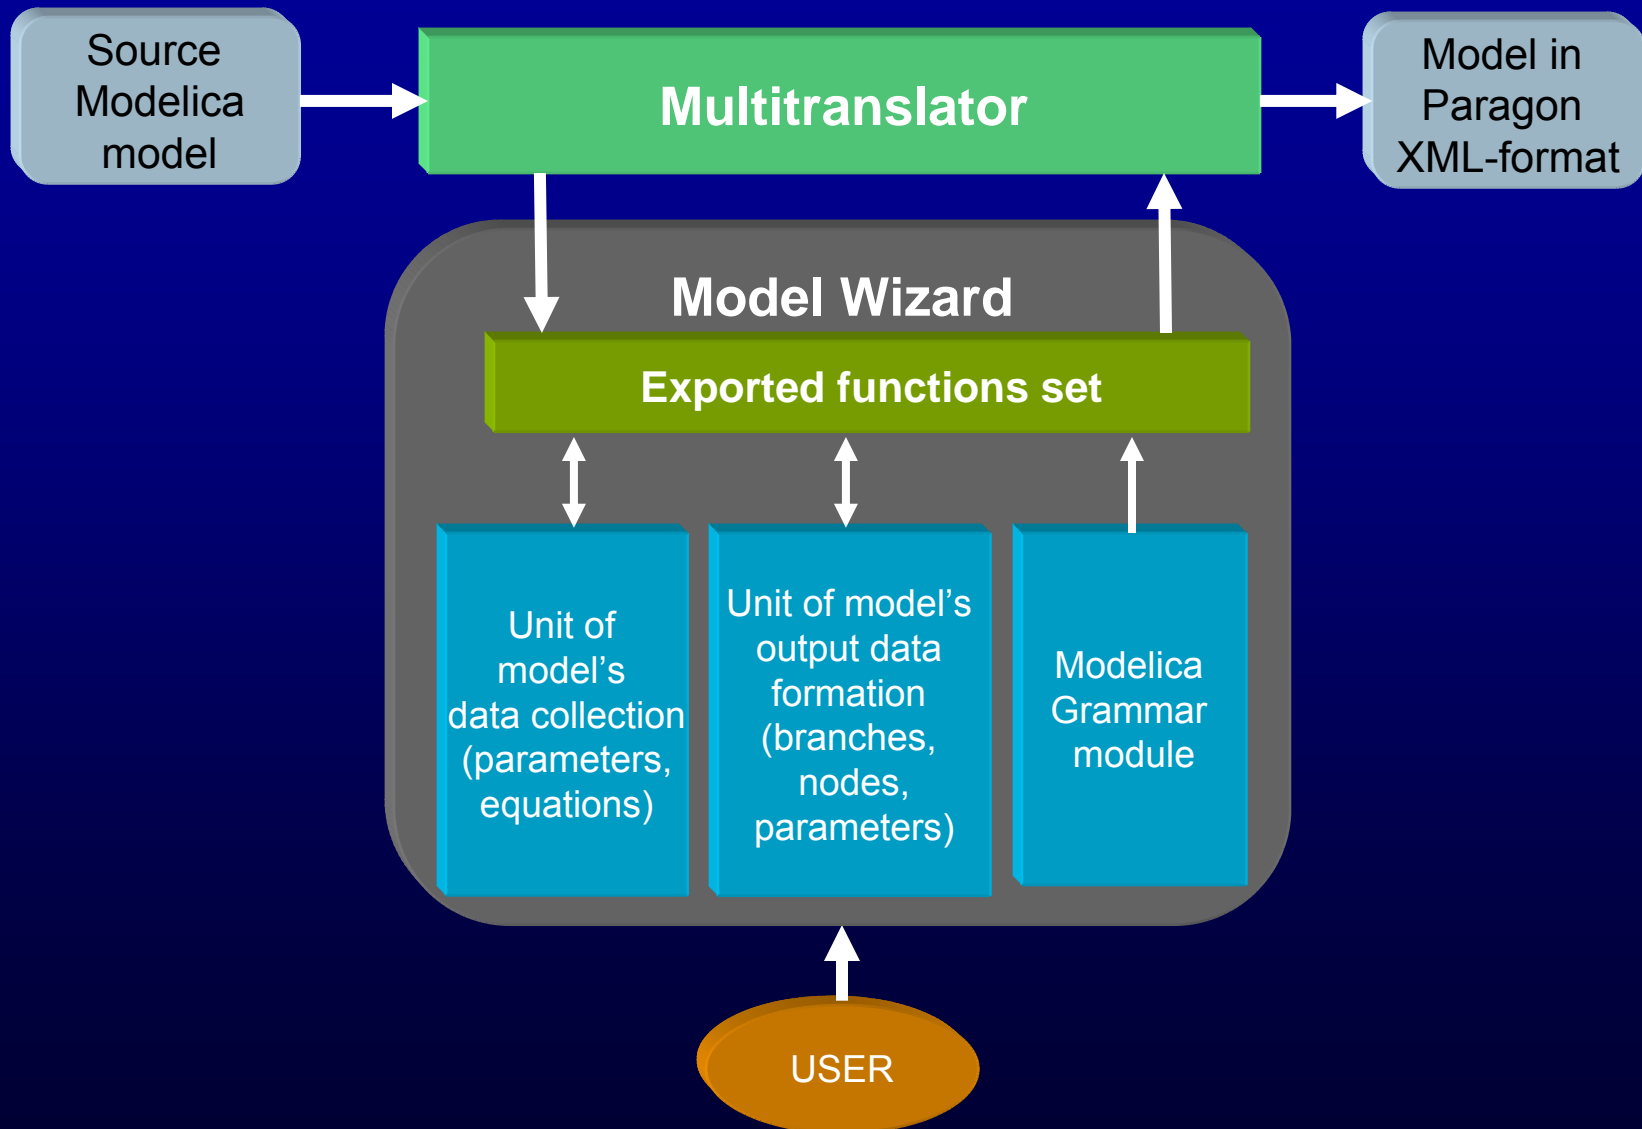 Source
Modelica
model
Multitranslator
Model in
Paragon
XML-format
Model Wizard
Exported functions set
Unit of
model’s
data collection
(parameters,
equations)
Unit of model’s
output data
formation
(branches,
nodes,
parameters)
Modelica
Grammar
module
USER